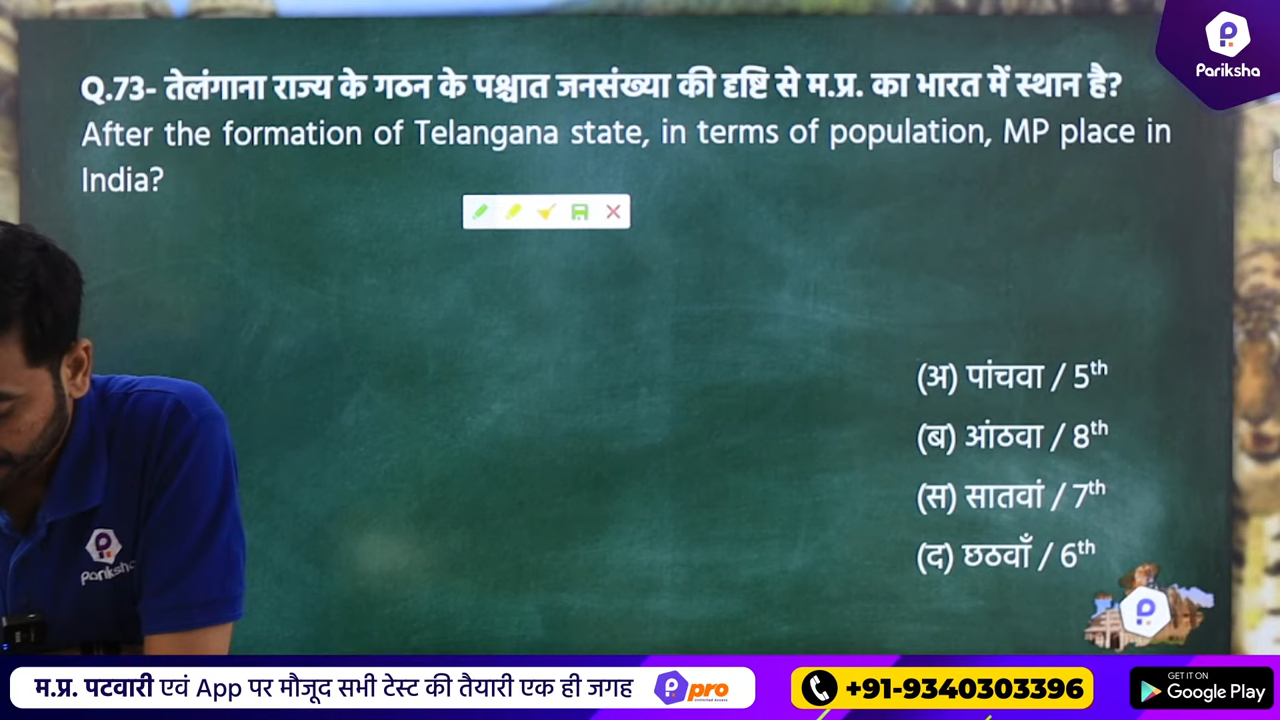 Pariksha
Q.73- तेलंगाना राज्य के गठन के पश्चात जनसंख्या की दृष्टि से म.प्र. का भारत में स्थान है?
After the formation of Telangana state, in terms of population, MP place in
India?
(अ) पांचवा / 5th
(ब) आंठवा / 8th
(स) सातवां / 7th
(द) छठवाँ / 6th
Pariksha
म.प्र. पटवारी एवं App पर मौजूद सभी टेस्ट की तैयारी एक ही जगह
pro
+91-9340303396
GET IT ON
Google Play